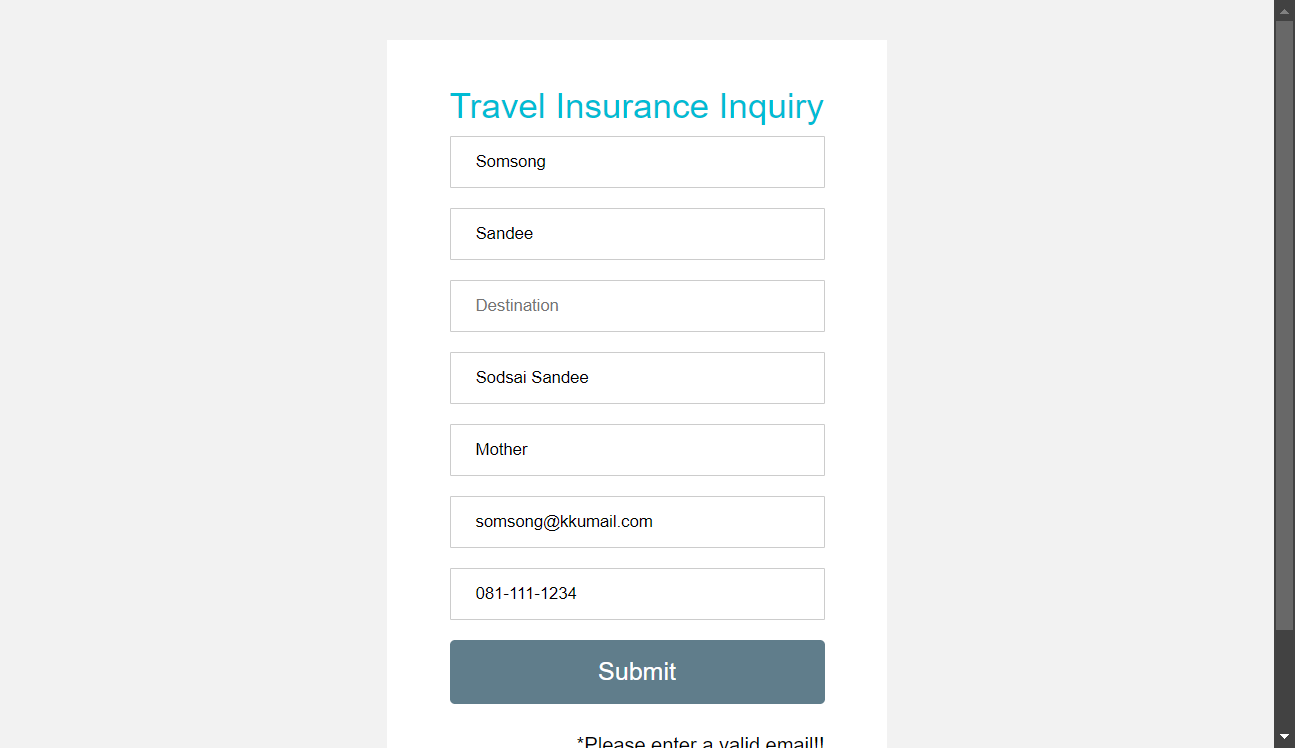 Travel Insurance Inquiry
Somsong
Sandee
Destination
Sodsai Sandee
Mother
somsong@kkumail.com
081-111-1234
Submit
*Please enter a valid email!!